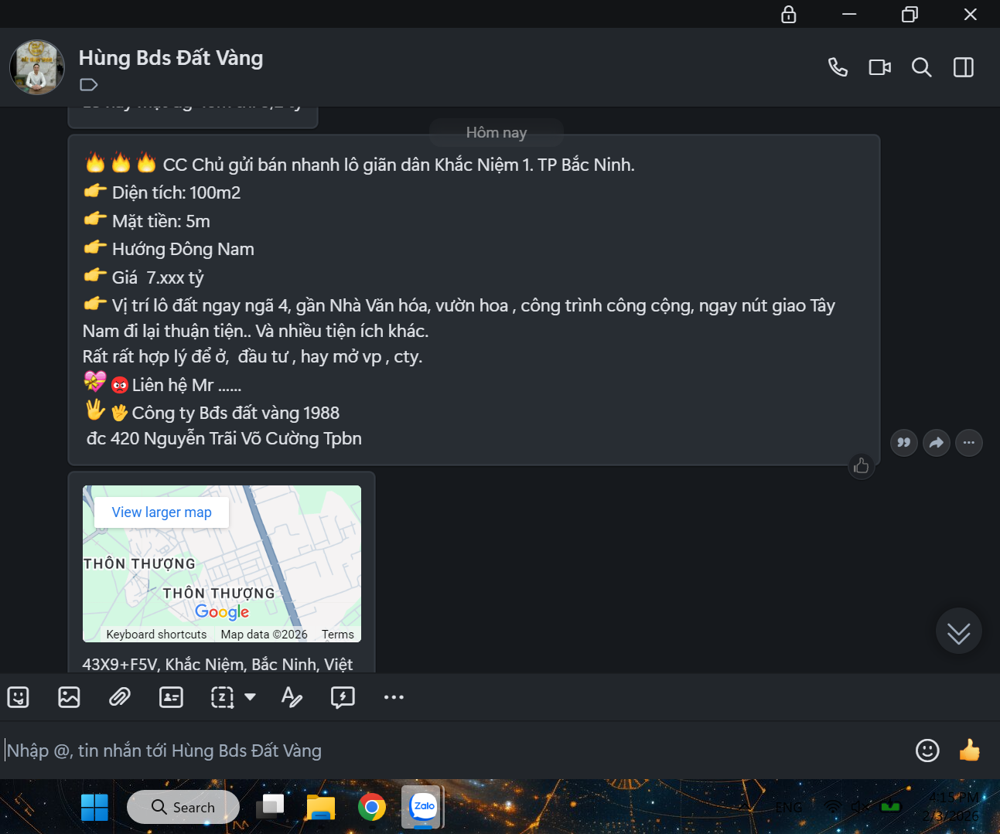 Hùng Bds Đất Vàng
Hôm nay
CC Chủ gửi bán nhanh lô giãn dân Khắc Niệm 1. TP Bắc Ninh.
Diện tích: 100m2
Mặt tiền: 5m
Hướng Đông Nam
Giá  7.xxx tỷ
Vị trí lô đất ngay ngã 4, gần Nhà Văn hóa, vườn hoa , công trình công cộng, ngay nút giao Tây
Nam đi lại thuận tiện.. Và nhiều tiện ích khác.
Rất rất hợp lý để ở,  đầu tư , hay mở vp , cty.
Liên hệ Mr ......
Công ty Bđs đất vàng 1988
đc 420 Nguyễn Trãi Võ Cường Tpbn
View larger map
THÔN THƯỢNG
THÔN THƯỢNG
Google
Keyboard shortcuts
Map data ©2026
Terms
43X9+F5V, Khắc Niệm, Bắc Ninh, Việt
Nhập @, tin nhắn tới Hùng Bds Đất Vàng
Search
Zalo
ENG
4:15 PM
2/3/2026